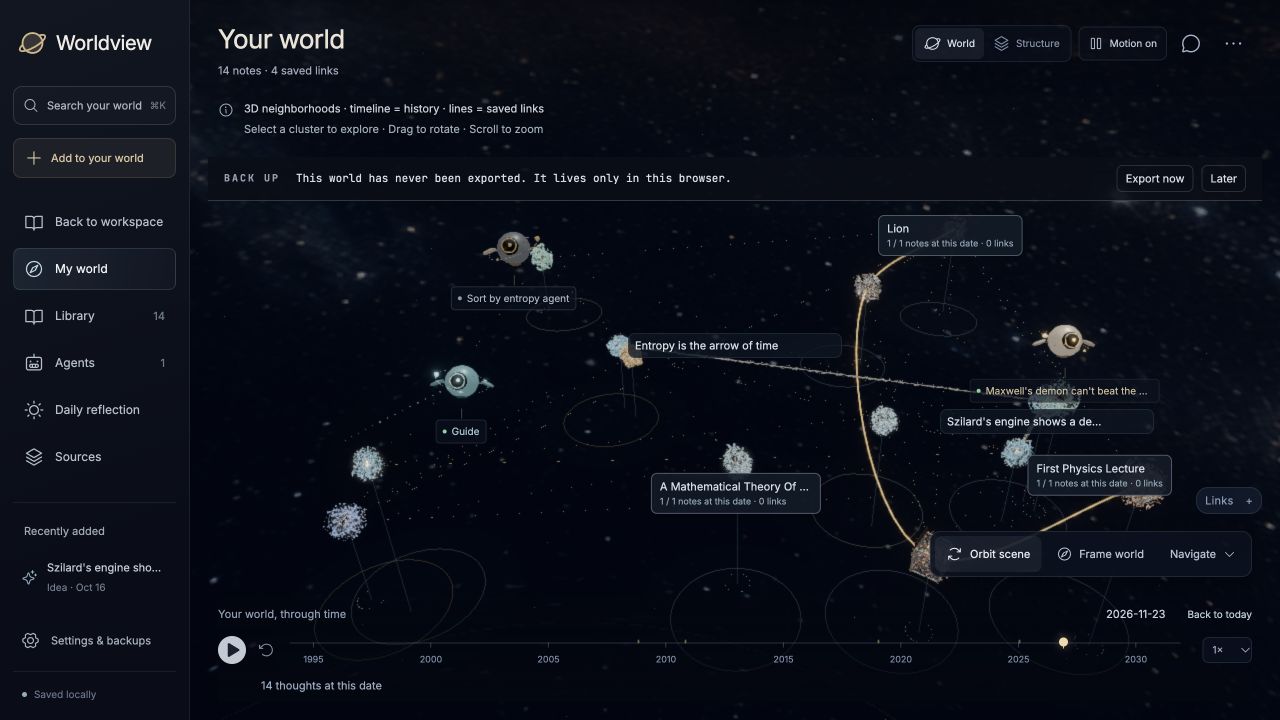 Worldview
Search your world ⌘K
Add to your world
Back to workspace
My world
Library 14
Agents 1
Daily reflection
Sources
Recently added
Szilard's engine sho...
Idea · Oct 16
Settings & backups
Saved locally
Your world
14 notes · 4 saved links
World
Structure
Motion on
3D neighborhoods · timeline = history · lines = saved links
Select a cluster to explore · Drag to rotate · Scroll to zoom
BACK UP This world has never been exported. It lives only in this browser.
Export now
Later
Lion
1 / 1 notes at this date · 0 links
Sort by entropy agent
Entropy is the arrow of time
Maxwell's demon can't beat the ...
Szilard's engine shows a de...
Guide
First Physics Lecture
1 / 1 notes at this date · 0 links
A Mathematical Theory Of ...
1 / 1 notes at this date · 0 links
Links +
Orbit scene
Frame world
Navigate
Your world, through time
2026-11-23
Back to today
1995 2000 2005 2010 2015 2020 2025 2030
1×
14 thoughts at this date